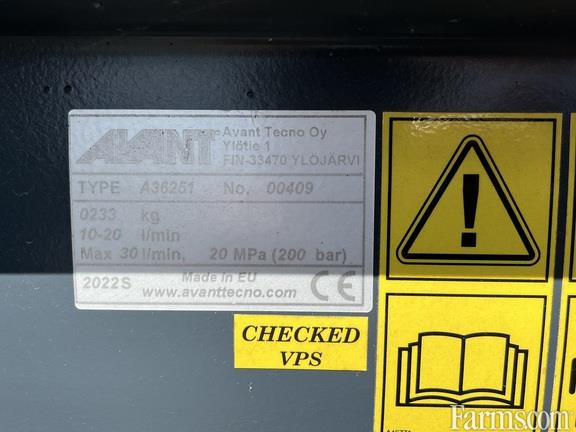 AVANT
Avant Tecno Oy
Ylötie 1
FIN-33470 YLÖJÄRVI
TYPE A36251 No. 00409
0233 kg
10-20 l/min
Max 30 l/min, 20 MPa (200 bar)
2022S
Made in EU
www.avanttecno.com
CE
CHECKED
VPS
!
Farms.com®